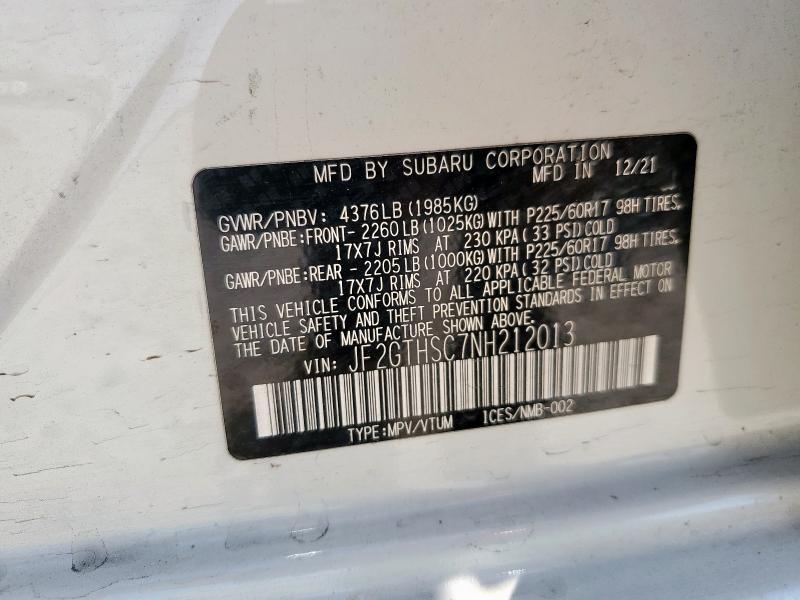 MFD BY SUBARU CORPORATION
MFD IN 12/21
GVWR/PNBV: 4376LB (1985KG)
GAWR/PNBE:FRONT- 2260LB (1025KG) WITH P225/60R17 98H TIRES.
17X7J RIMS AT 230 KPA (33 PSI) COLD
GAWR/PNBE:REAR - 2205LB (1000KG) WITH P225/60R17 98H TIRES.
17X7J RIMS AT 220 KPA (32 PSI) COLD
THIS VEHICLE CONFORMS TO ALL APPLICABLE FEDERAL MOTOR
VEHICLE SAFETY AND THEFT PREVENTION STANDARDS IN EFFECT ON
THE DATE OF MANUFACTURE SHOWN ABOVE.
VIN: JF2GTHSC7NH212013
TYPE:MPV/VTUM ICES/NMB-002